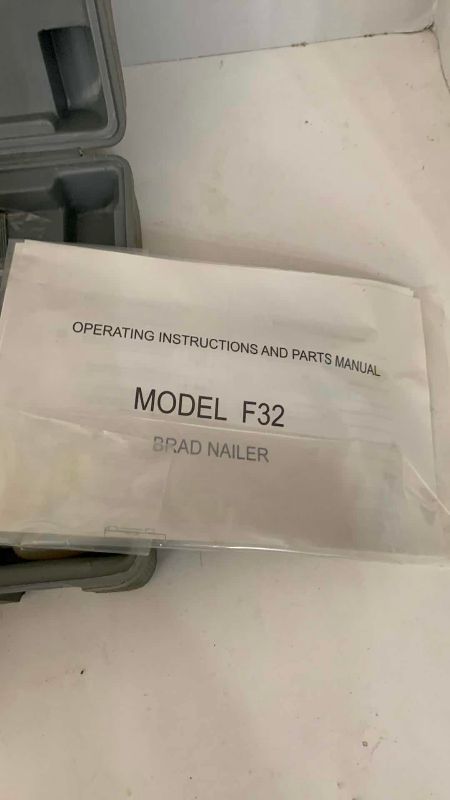 OPERATING INSTRUCTIONS AND PARTS MANUAL
MODEL F32
BRAD NAILER